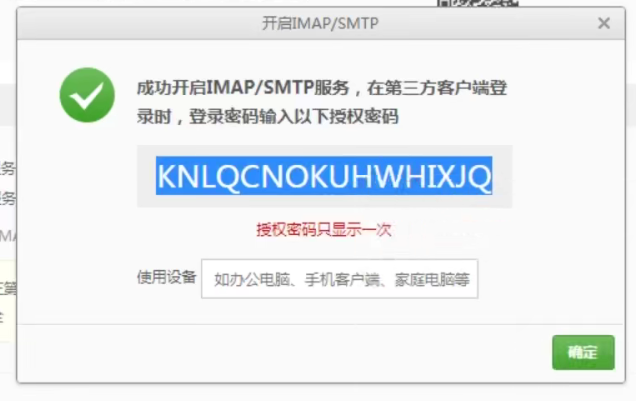 开启IMAP/SMTP
成功开启IMAP/SMTP服务，在第三方客户端登
录时，登录密码输入以下授权密码
KNLQCNOKUHWHIXJQ
授权密码只显示一次
使用设备 如办公电脑、手机客户端、家庭电脑等
确定